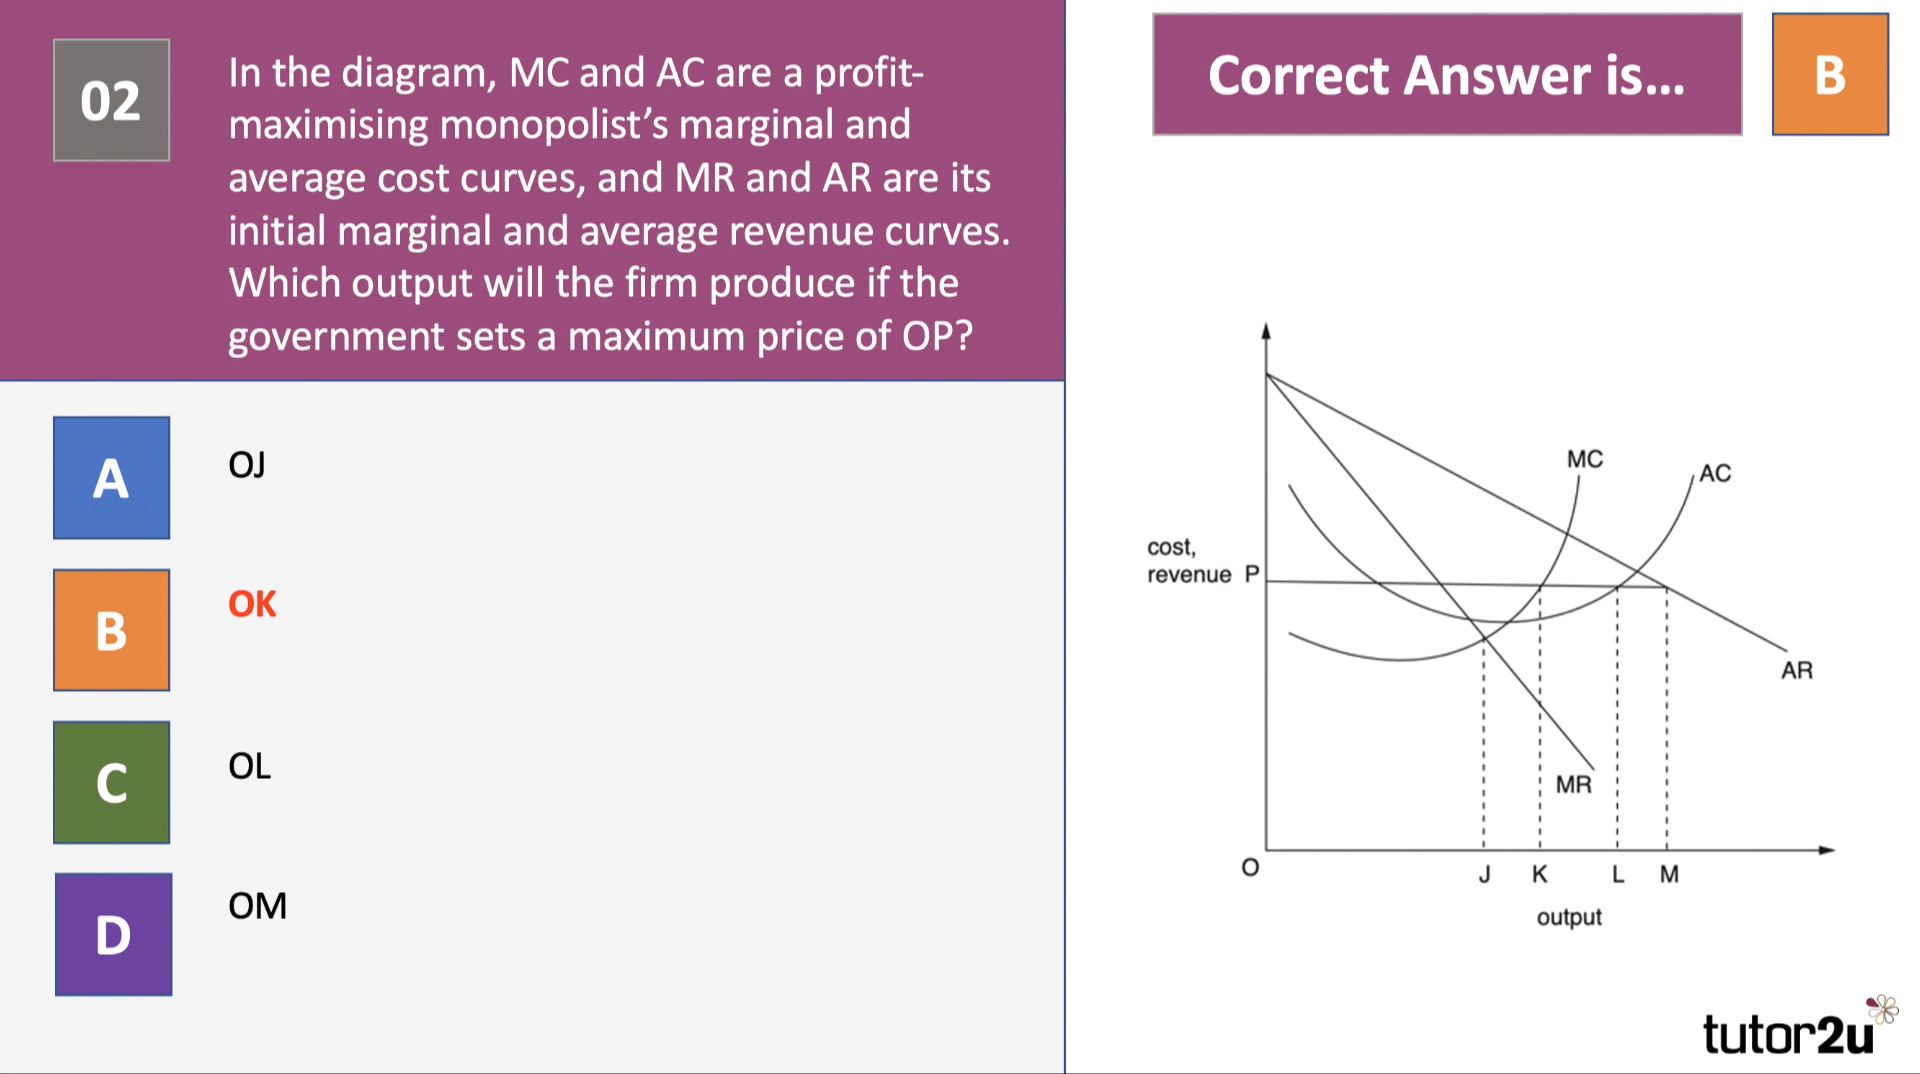 02
In the diagram, MC and AC are a profit-
maximising monopolist’s marginal and
average cost curves, and MR and AR are its
initial marginal and average revenue curves.
Which output will the firm produce if the
government sets a maximum price of OP?
A
OJ
B
OK
C
OL
D
OM
Correct Answer is...
B
MC
AC
cost,
revenue P
AR
MR
O
J K L M
output
tutor2u